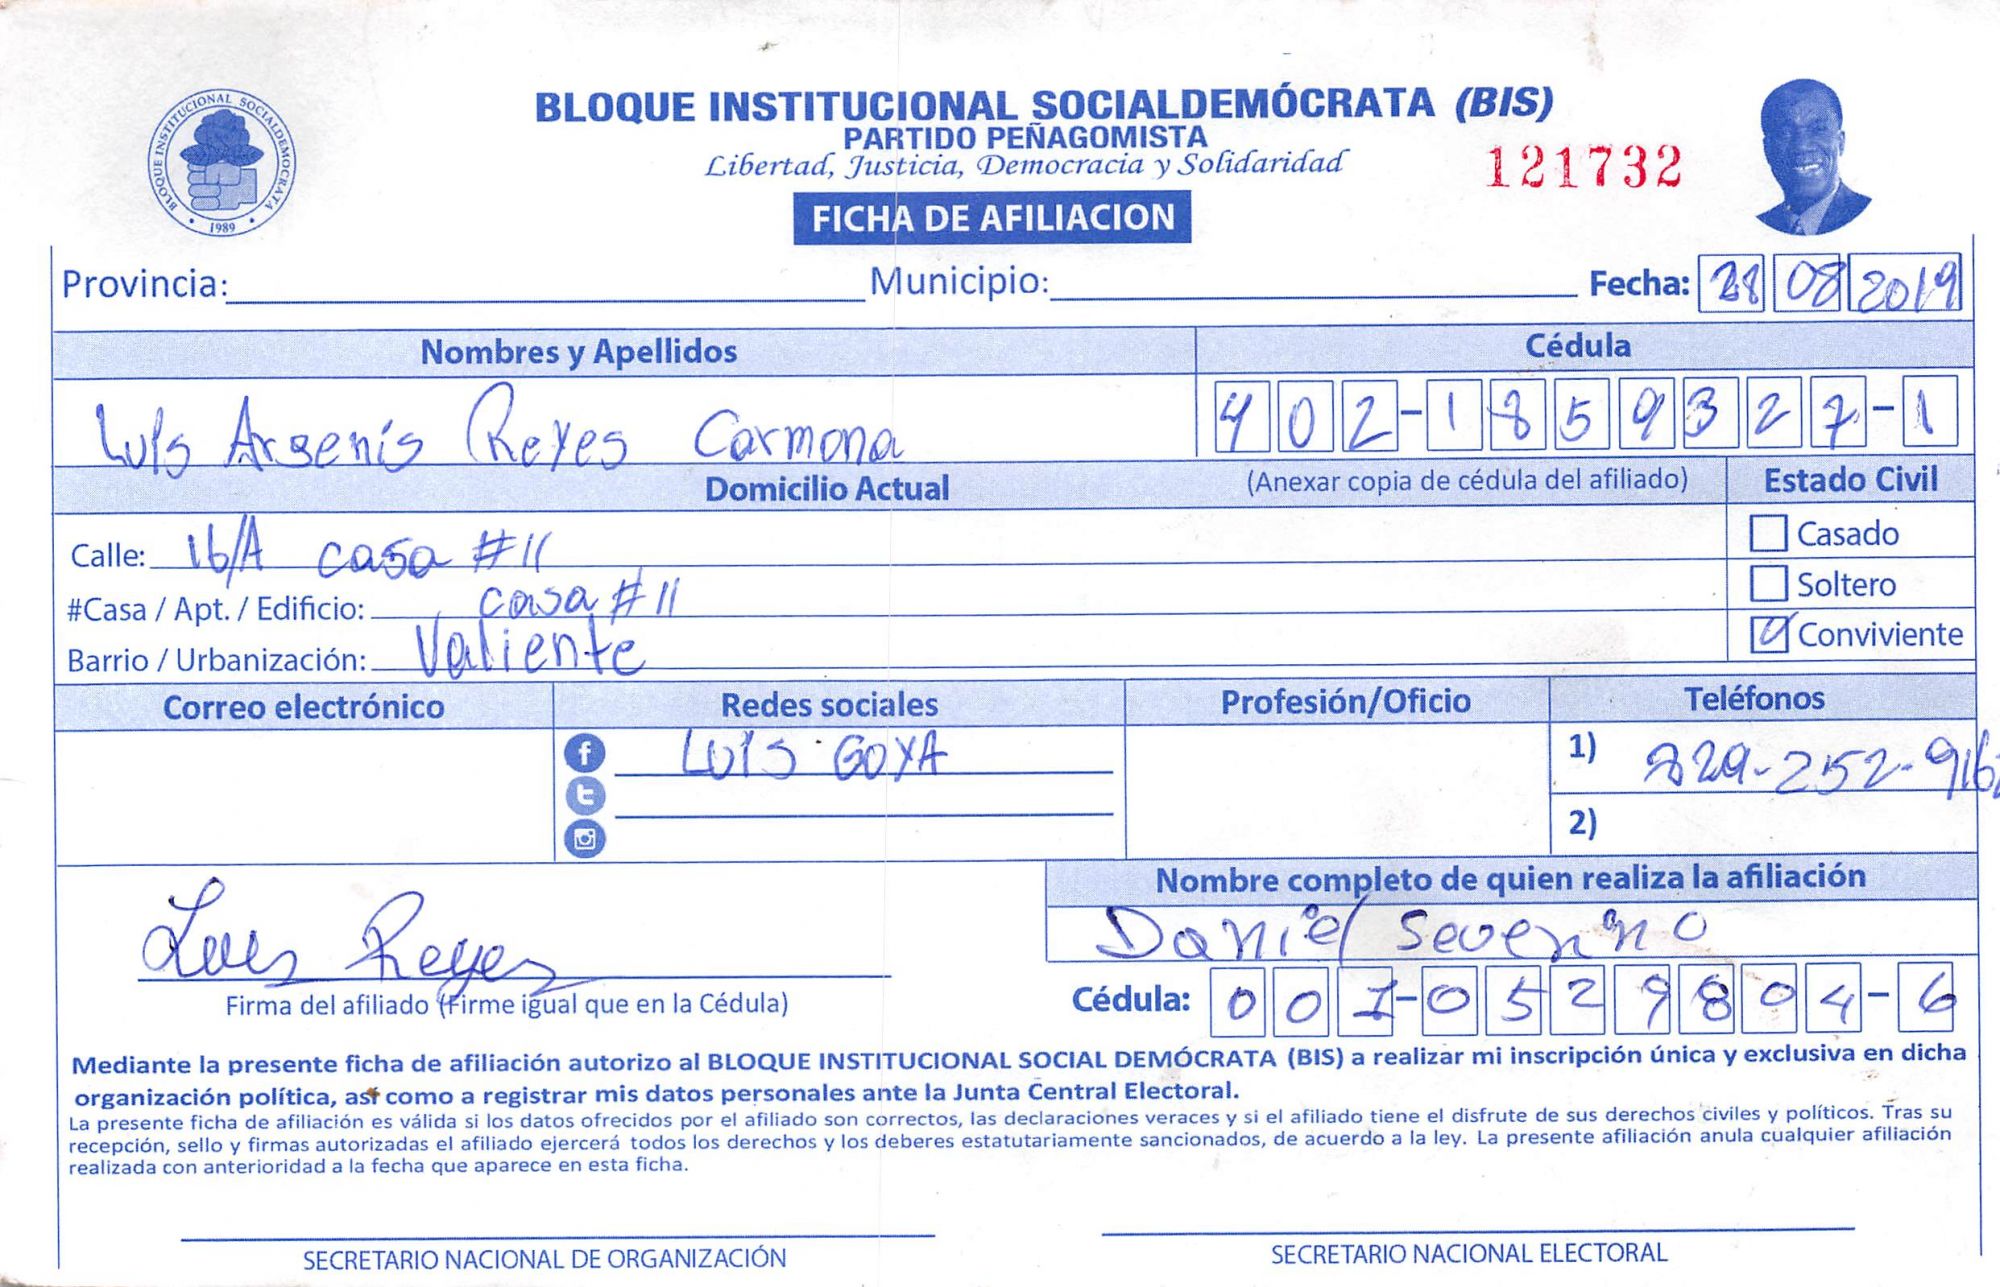 BLOQUE INSTITUCIONAL SOCIALDEMÓCRATA (BIS)
PARTIDO PEÑAGOMISTA
Libertad, Justicia, Democracia y Solidaridad
121732
FICHA DE AFILIACION
BLOQUE INSTITUCIONAL SOCIALDEMOCRATA
1989
Provincia: Municipio: Fecha: 28 08 2019
Nombres y Apellidos Cédula
Luis Arsenis Reyes Carmona 402-1859327-1
Domicilio Actual (Anexar copia de cédula del afiliado) Estado Civil
Calle: 16/A casa #11 Casado
#Casa / Apt. / Edificio: casa #11 Soltero
Barrio / Urbanización: Valiente Conviviente
Correo electrónico Redes sociales Profesión/Oficio Teléfonos
LUIS GOYA 1) 829-252-916
2)
Nombre completo de quien realiza la afiliación
Daniel Severino
Luis Reyes
Firma del afiliado (Firme igual que en la Cédula) Cédula: 001-0529804-6
Mediante la presente ficha de afiliación autorizo al BLOQUE INSTITUCIONAL SOCIAL DEMÓCRATA (BIS) a realizar mi inscripción única y exclusiva en dicha
organización política, así como a registrar mis datos personales ante la Junta Central Electoral.
La presente ficha de afiliación es válida si los datos ofrecidos por el afiliado son correctos, las declaraciones veraces y si el afiliado tiene el disfrute de sus derechos civiles y políticos. Tras su
recepción, sello y firmas autorizadas el afiliado ejercerá todos los derechos y los deberes estatutariamente sancionados, de acuerdo a la ley. La presente afiliación anula cualquier afiliación
realizada con anterioridad a la fecha que aparece en esta ficha.
SECRETARIO NACIONAL DE ORGANIZACIÓN SECRETARIO NACIONAL ELECTORAL